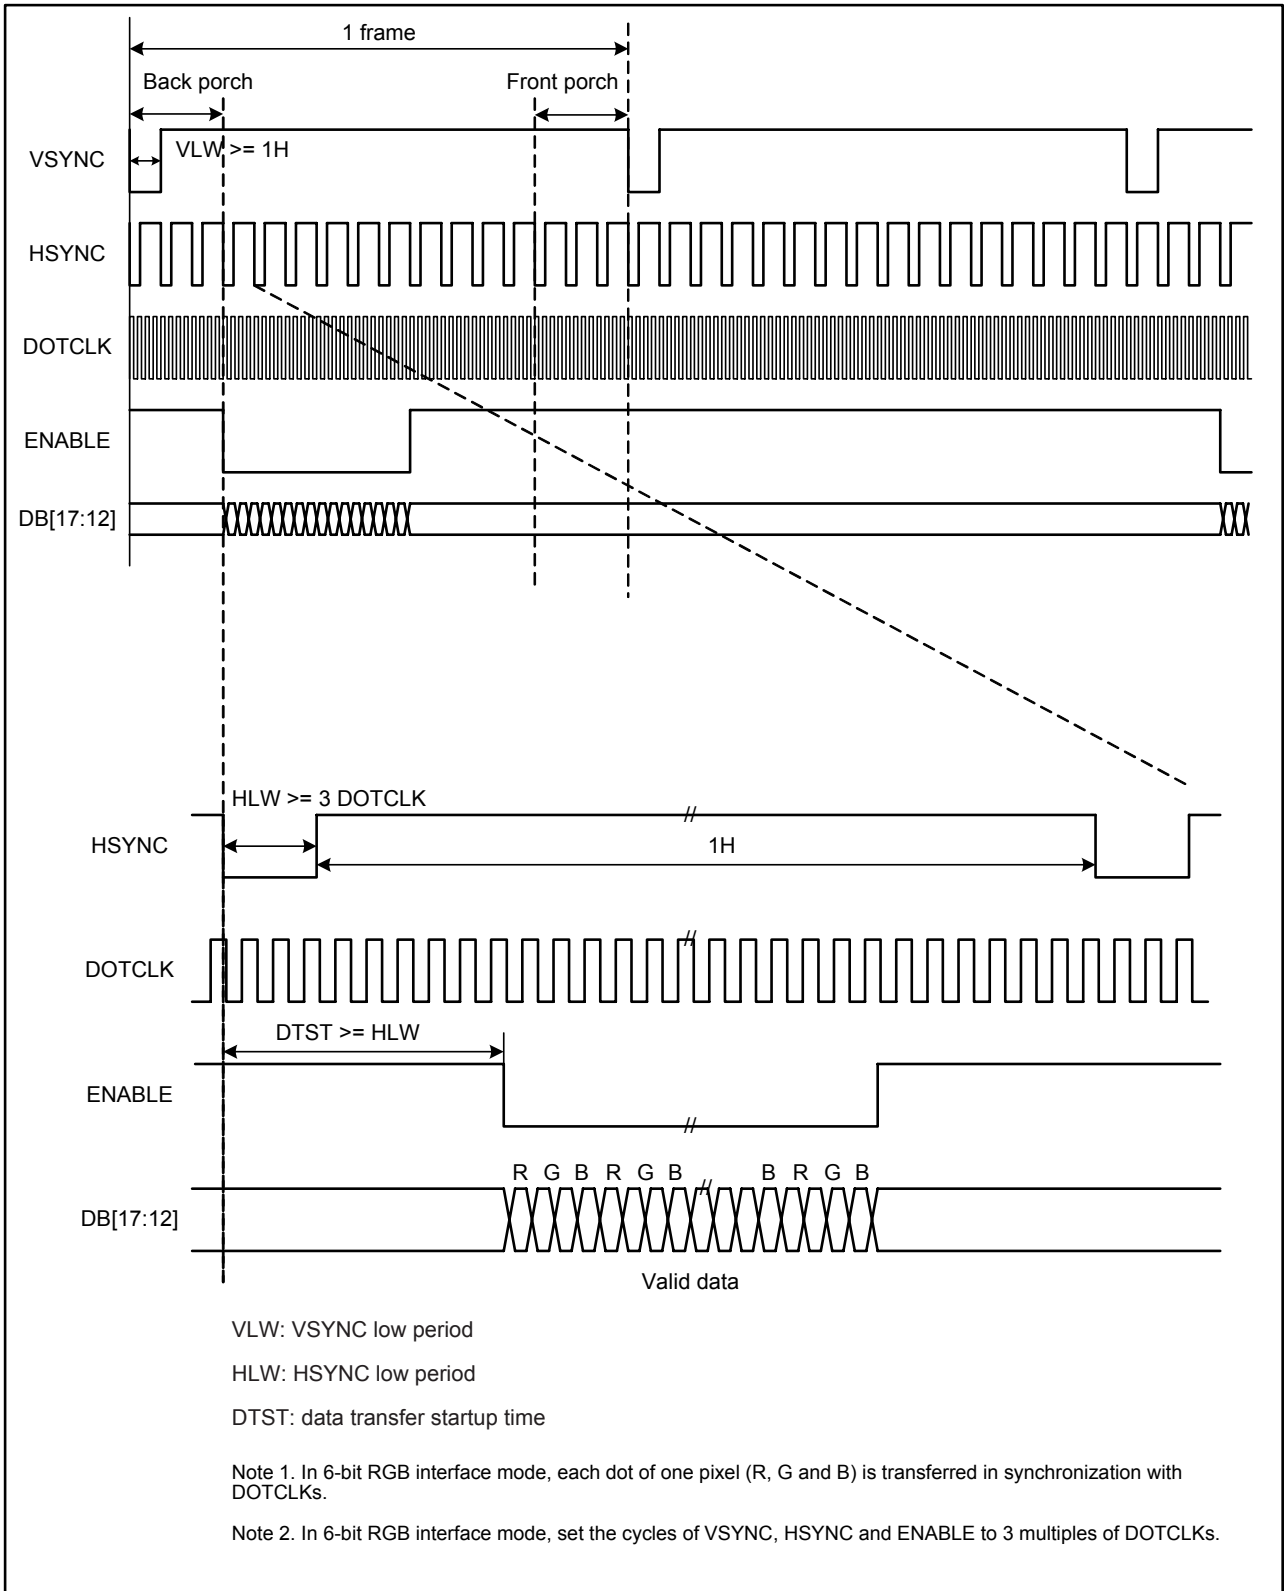 1 frame
Back porch
Front porch
VSYNC
VLW >= 1H
HSYNC
DOTCLK
ENABLE
DB[17:12]
HLW >= 3 DOTCLK
//
HSYNC
1H
//
DOTCLK
DTST >= HLW
ENABLE
//
R G B R G B // B R G B
DB[17:12]
Valid data
VLW: VSYNC low period
HLW: HSYNC low period
DTST: data transfer startup time
Note 1. In 6-bit RGB interface mode, each dot of one pixel (R, G and B) is transferred in synchronization with
DOTCLKs.
Note 2. In 6-bit RGB interface mode, set the cycles of VSYNC, HSYNC and ENABLE to 3 multiples of DOTCLKs.